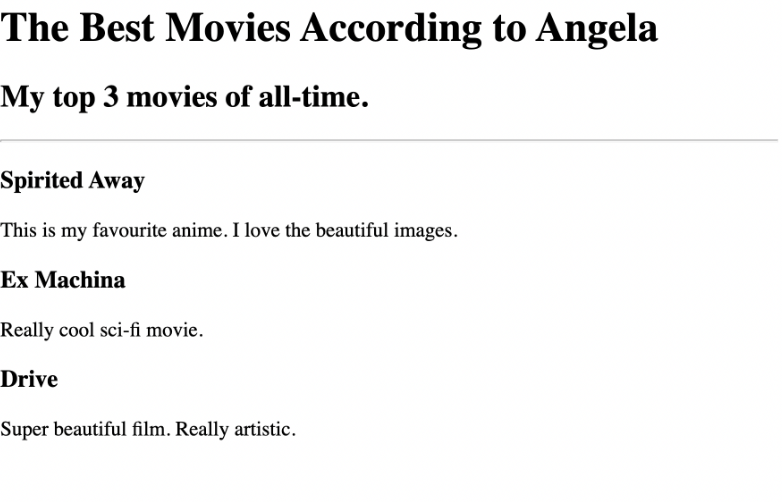 The Best Movies According to Angela
My top 3 movies of all-time.
Spirited Away
This is my favourite anime. I love the beautiful images.
Ex Machina
Really cool sci-fi movie.
Drive
Super beautiful film. Really artistic.